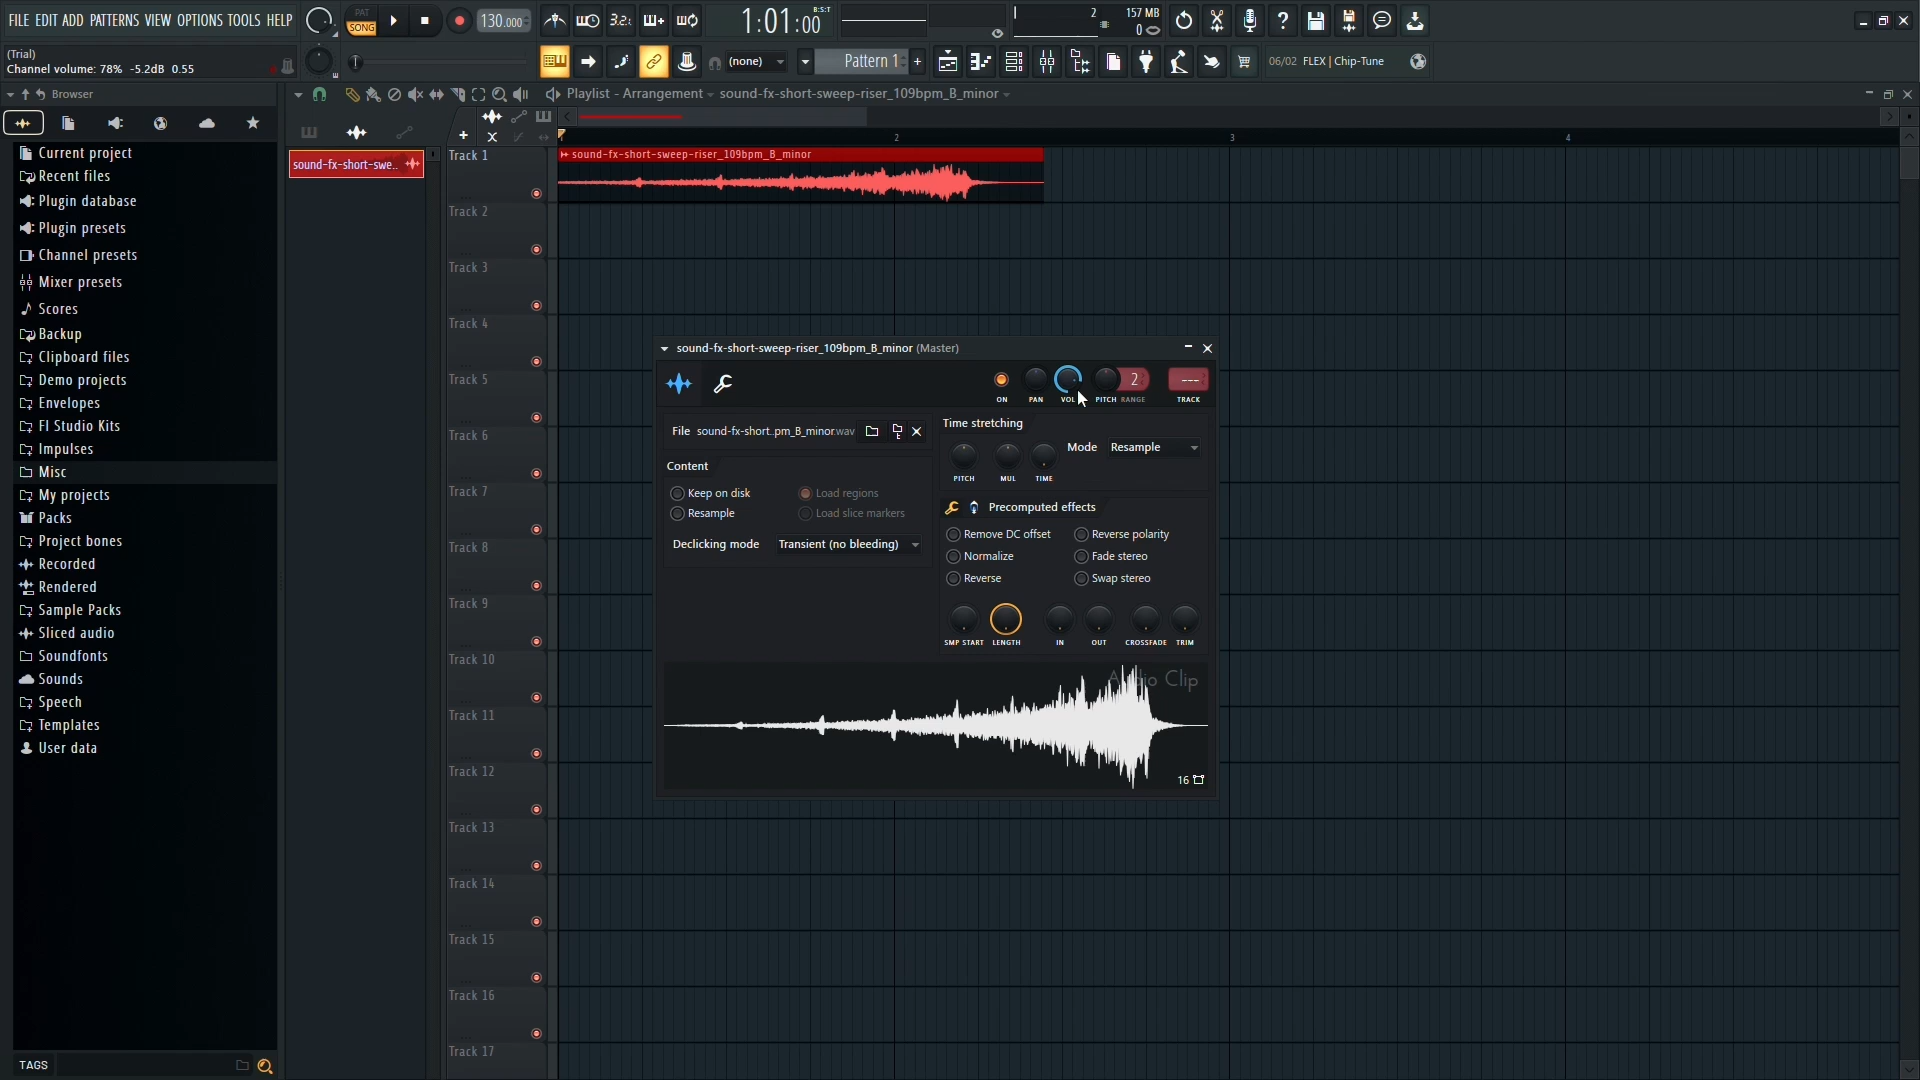 FILE EDIT ADD PATTERNS VIEW OPTIONS TOOLS HELP
PAT
SONG
130.000
3.2.1
1:01:00
B:S:T
2
157 MB
0
(Trial)
Channel volume: 78% -5.2dB 0.55
(none)
Pattern 1
+
06/02 FLEX | Chip-Tune
Browser
Playlist - Arrangement
sound-fx-short-sweep-riser_109bpm_B_minor
Current project
Recent files
Plugin database
Plugin presets
Channel presets
Mixer presets
Scores
Backup
Clipboard files
Demo projects
Envelopes
Fl Studio Kits
Impulses
Misc
My projects
Packs
Project bones
Recorded
Rendered
Sample Packs
Sliced audio
Soundfonts
Sounds
Speech
Templates
User data
TAGS
sound-fx-short-swe..
2
3
4
Track 1
sound-fx-short-sweep-riser_109bpm_B_minor
Track 2
Track 3
Track 4
Track 5
Track 6
Track 7
Track 8
Track 9
Track 10
Track 11
Track 12
Track 13
Track 14
Track 15
Track 16
Track 17
sound-fx-short-sweep-riser_109bpm_B_minor (Master)
2
---
ON
PAN
VOL
PITCH
RANGE
TRACK
File sound-fx-short..pm_B_minor.wav
Content
Keep on disk
Load regions
Resample
Load slice markers
Declicking mode
Transient (no bleeding)
Time stretching
PITCH
MUL
TIME
Mode
Resample
Precomputed effects
Remove DC offset
Reverse polarity
Normalize
Fade stereo
Reverse
Swap stereo
SMP START
LENGTH
IN
OUT
CROSSFADE
TRIM
Audio Clip
16